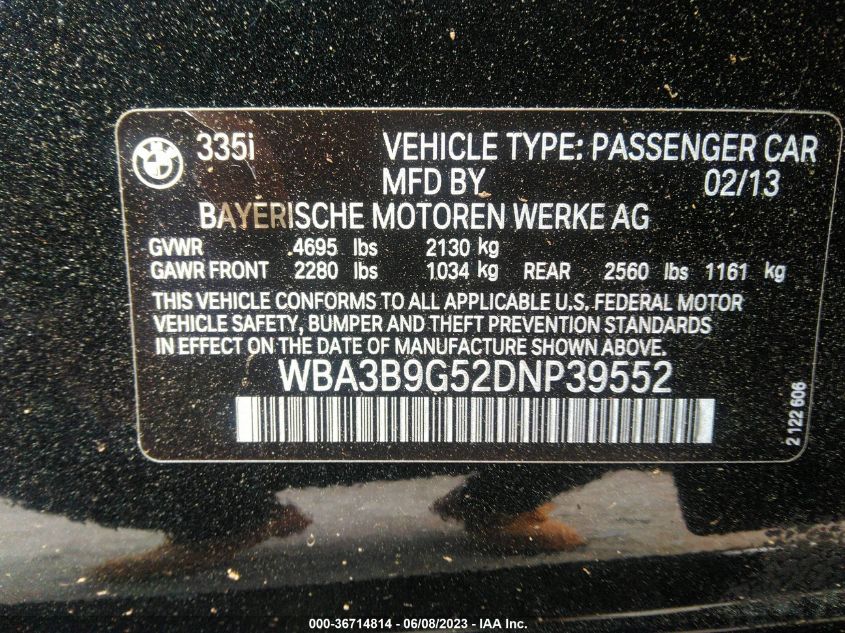 BMW 335i VEHICLE TYPE: PASSENGER CAR
MFD BY 02/13
BAYERISCHE MOTOREN WERKE AG
GVWR 4695 lbs 2130 kg
GAWR FRONT 2280 lbs 1034 kg REAR 2560 lbs 1161 kg
THIS VEHICLE CONFORMS TO ALL APPLICABLE U.S. FEDERAL MOTOR
VEHICLE SAFETY, BUMPER AND THEFT PREVENTION STANDARDS
IN EFFECT ON THE DATE OF MANUFACTURE SHOWN ABOVE.
WBA3B9G52DNP39552
2 122 606
000-36714814 - 06/08/2023 - IAA Inc.